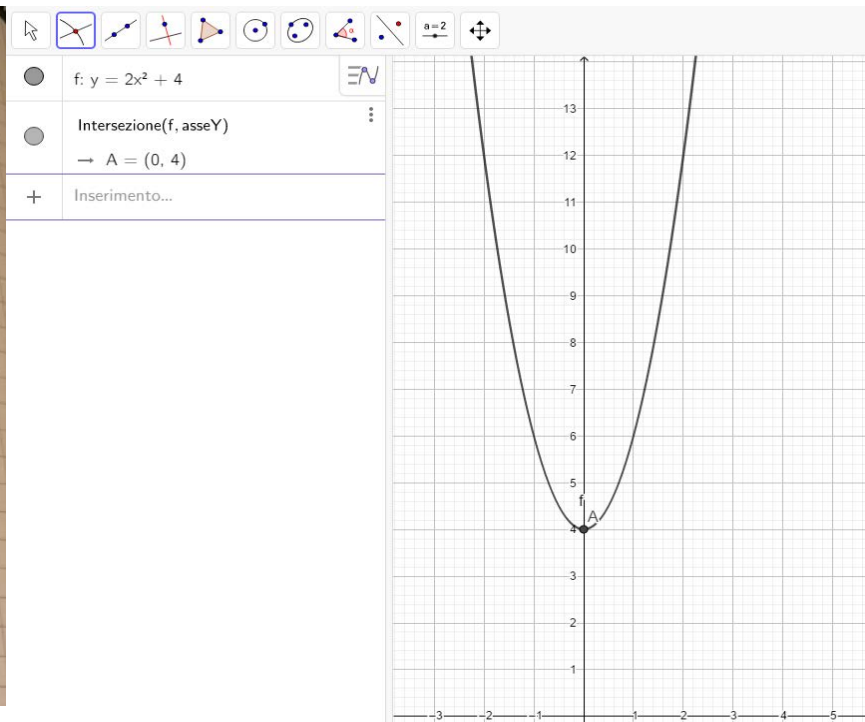 a=2
f: y = 2x² + 4
Intersezione(f, asseY)
→ A = (0, 4)
+ Inserimento...
13
12
11
10
9
8
7
6
5
f
A
4
3
2
1
-3 -2 -1 1 2 3 4 5